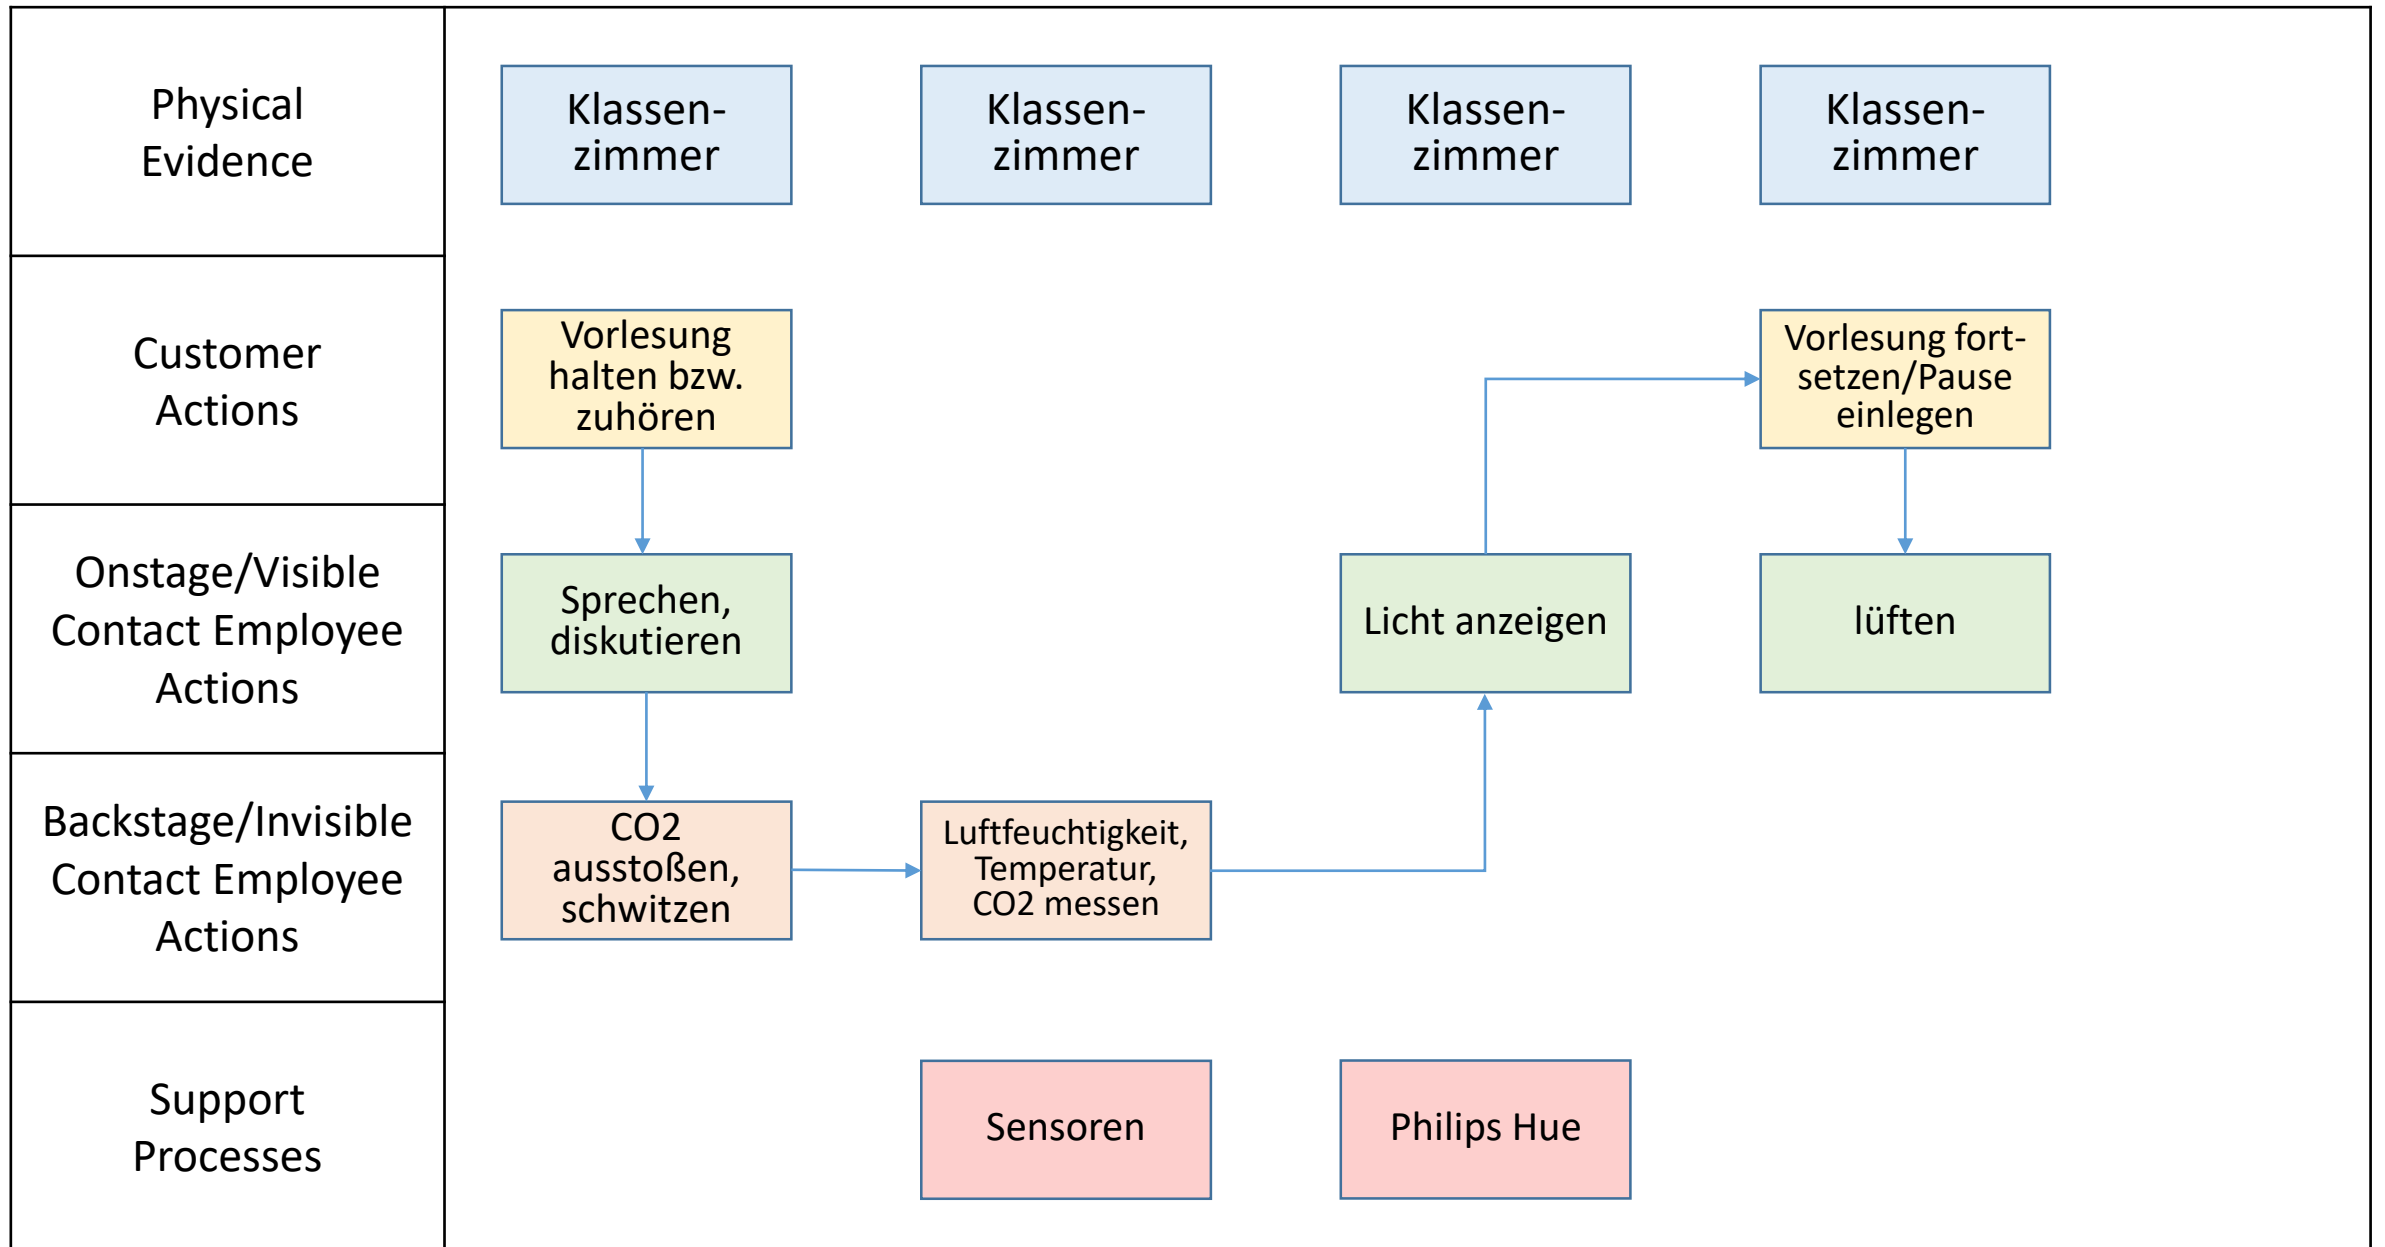 Physical
Evidence
Klassen-
zimmer
Klassen-
zimmer
Klassen-
zimmer
Klassen-
zimmer
Customer
Actions
Vorlesung
halten bzw.
zuhören
Vorlesung fort-
setzen/Pause
einlegen
Onstage/Visible
Contact Employee
Actions
Sprechen,
diskutieren
Licht anzeigen
lüften
Backstage/Invisible
Contact Employee
Actions
CO2
ausstoßen,
schwitzen
Luftfeuchtigkeit,
Temperatur,
CO2 messen
Support
Processes
Sensoren
Philips Hue